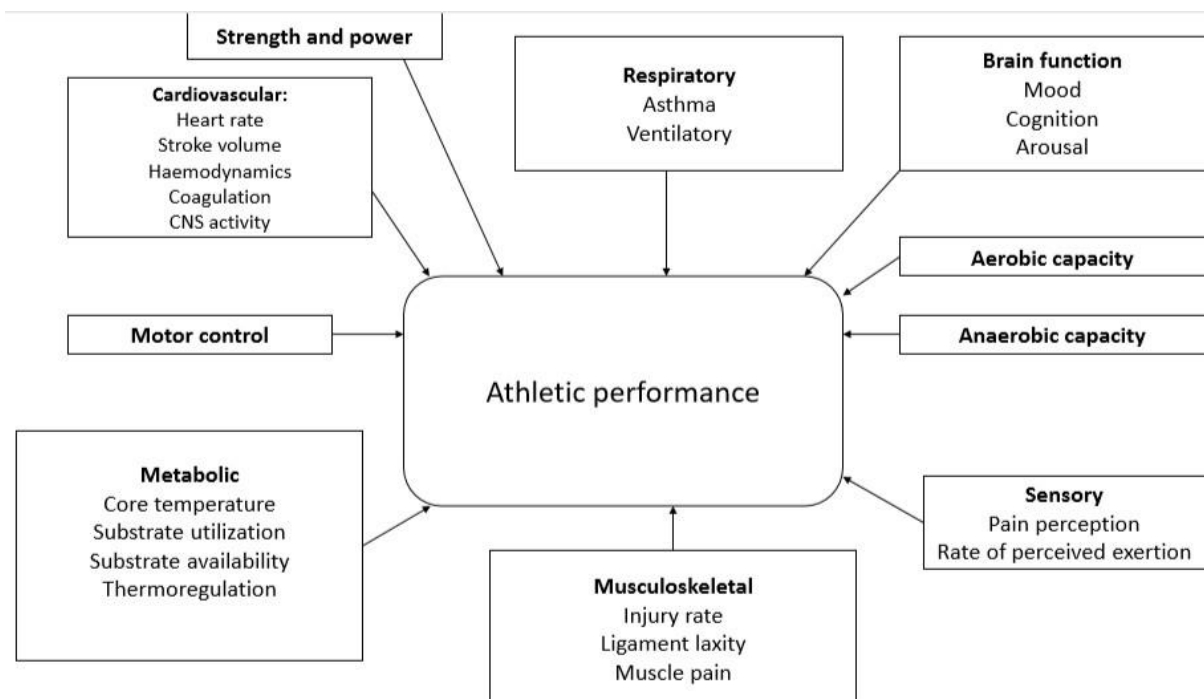 Strength and power
Cardiovascular:
Heart rate
Stroke volume
Haemodynamics
Coagulation
CNS activity
Respiratory
Asthma
Ventilatory
Brain function
Mood
Cognition
Arousal
Aerobic capacity
Motor control
Anaerobic capacity
Athletic performance
Metabolic
Core temperature
Substrate utilization
Substrate availability
Thermoregulation
Musculoskeletal
Injury rate
Ligament laxity
Muscle pain
Sensory
Pain perception
Rate of perceived exertion